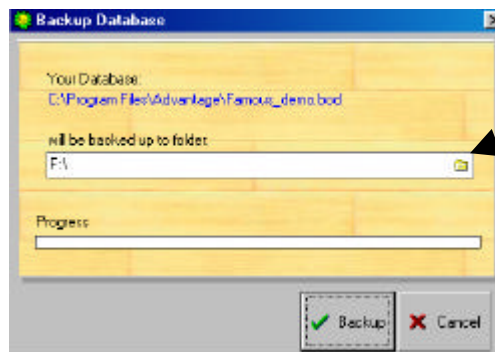 Backup Database
Your Database:
C:\Program Files\Advantage\Famous_demo.bod
will be backed up to folder:
F:\
Progress
Backup
Cancel